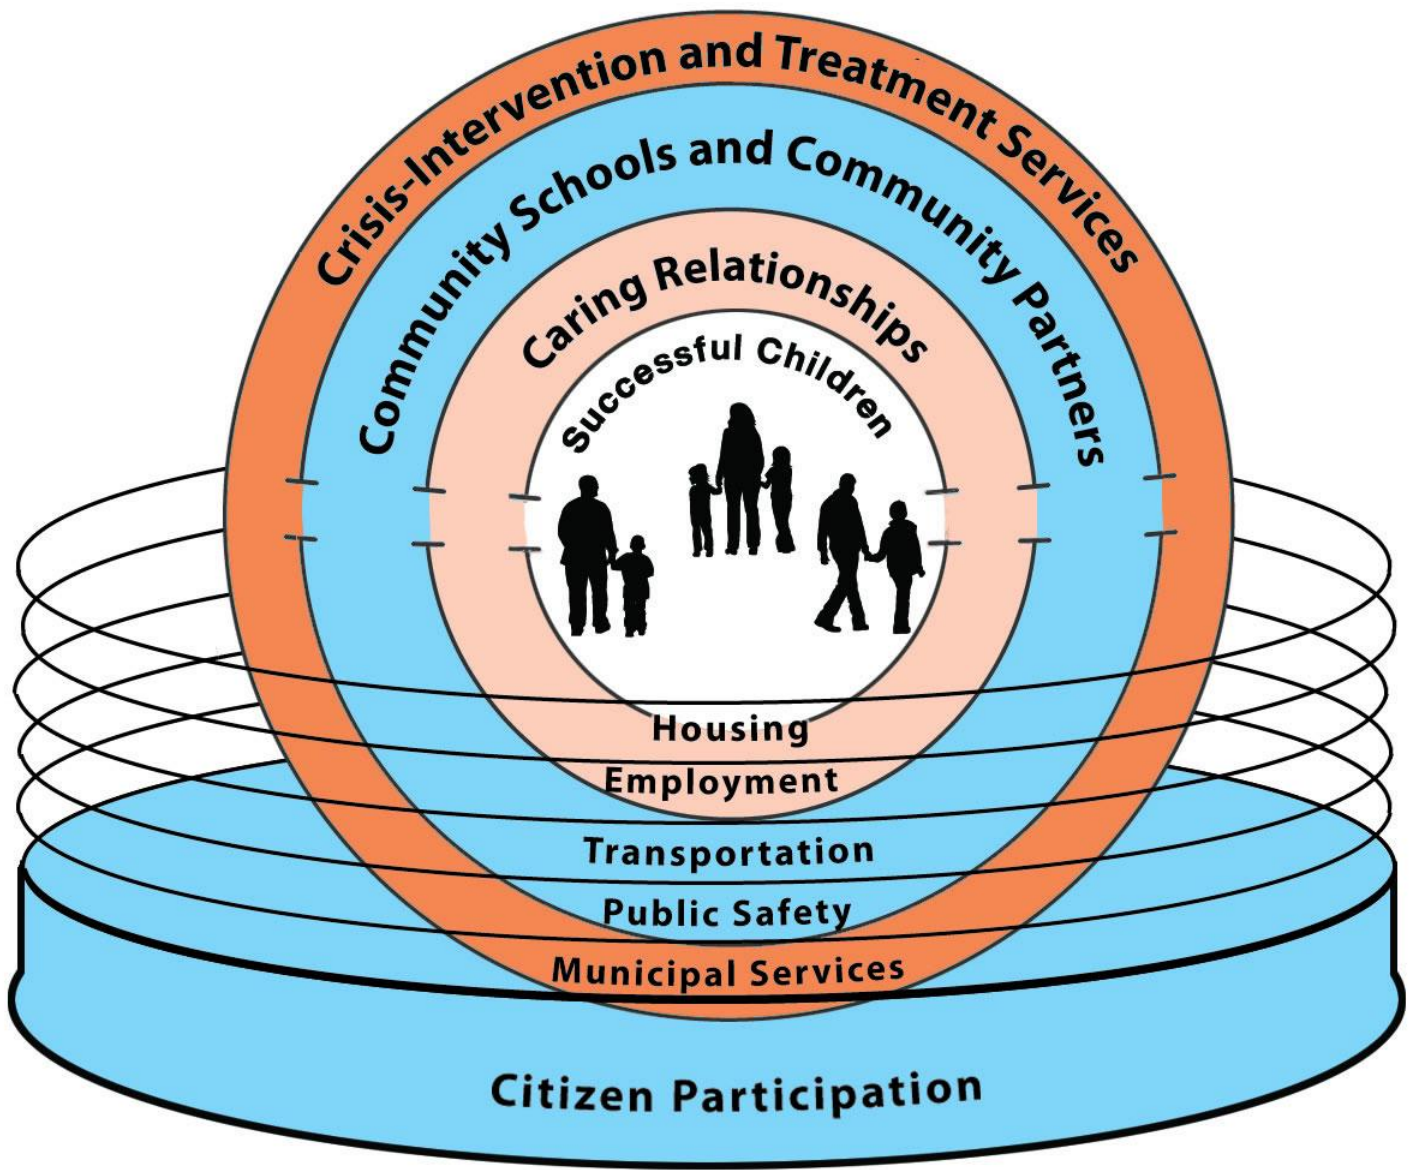 Crisis-Intervention and Treatment Services
Community Schools and Community Partners
Caring Relationships
Successful Children
Housing
Employment
Transportation
Public Safety
Municipal Services
Citizen Participation